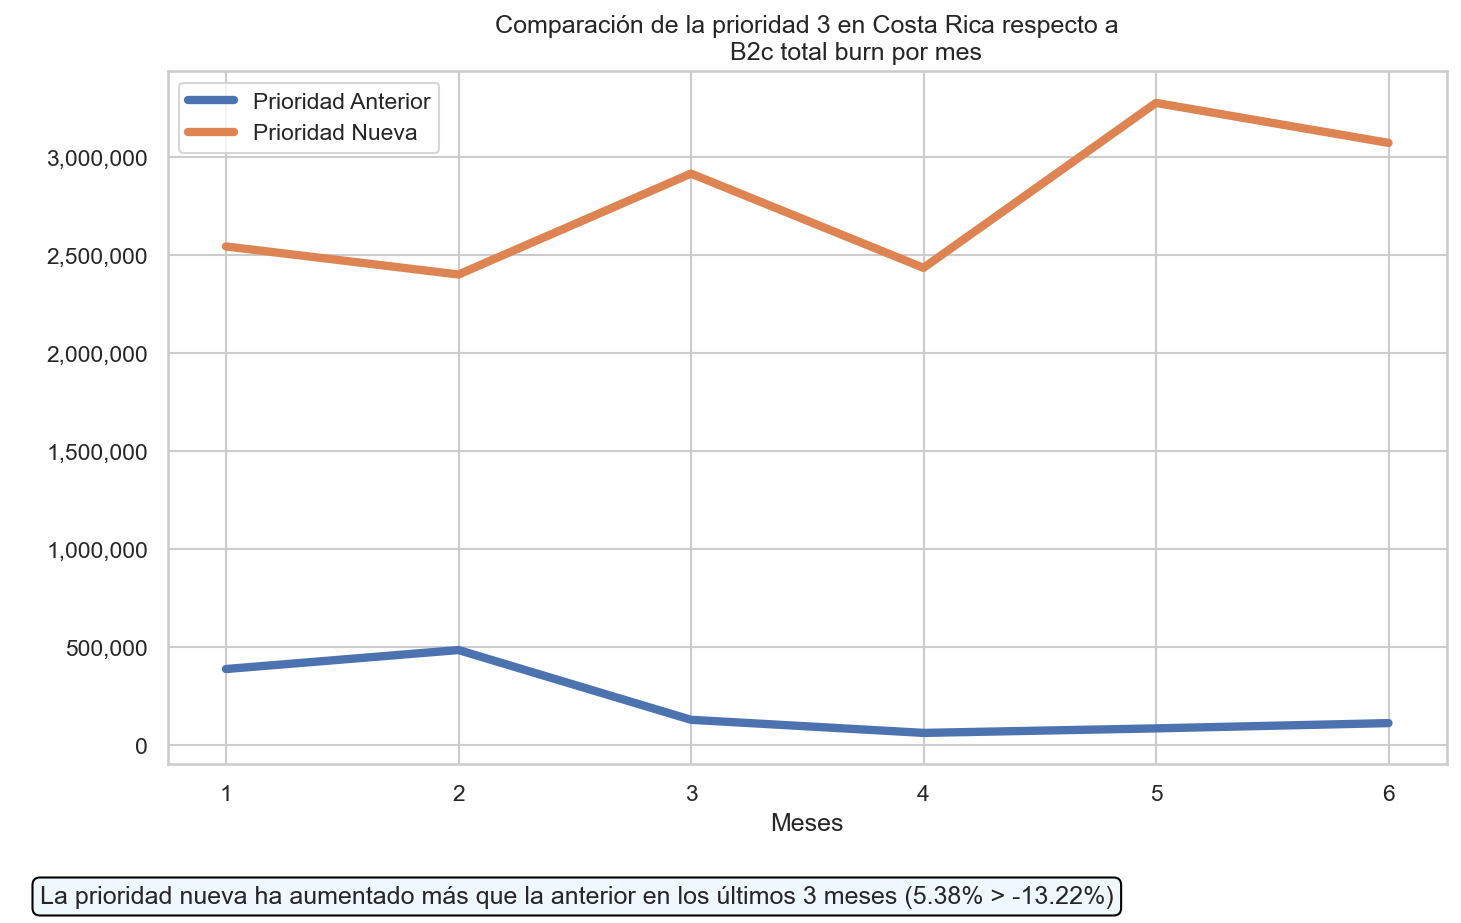 Comparación de la prioridad 3 en Costa Rica respecto a
B2c total burn por mes
Prioridad Anterior
Prioridad Nueva
3,000,000
2,500,000
2,000,000
1,500,000
1,000,000
500,000
0
1 2 3 4 5 6
Meses
La prioridad nueva ha aumentado más que la anterior en los últimos 3 meses (5.38% > -13.22%)